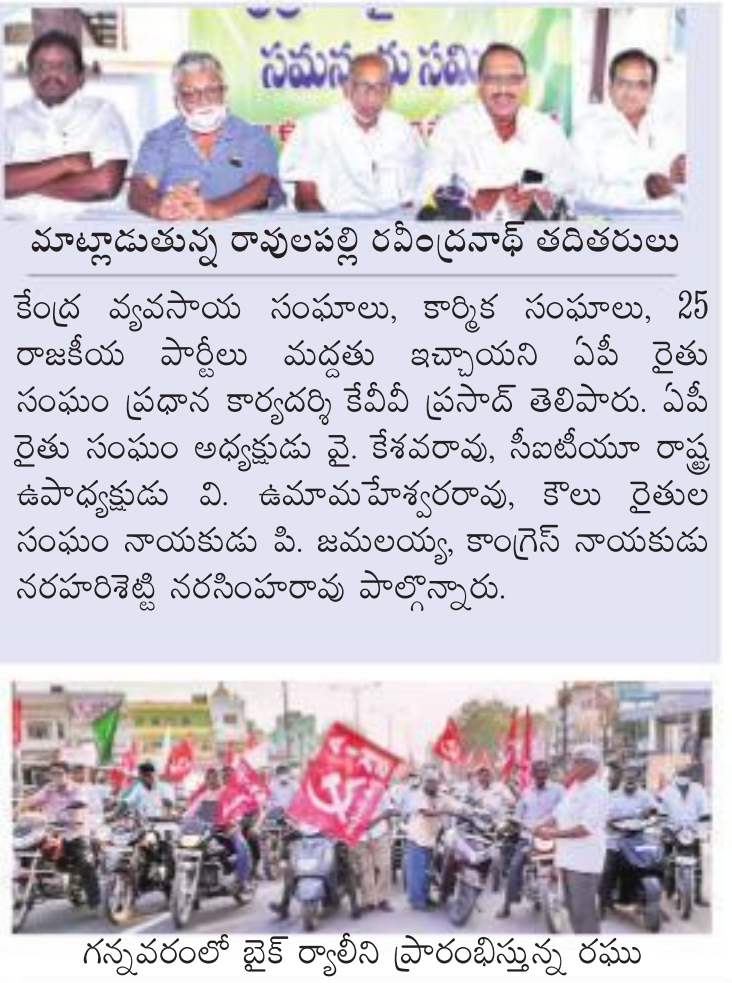 సమన్వయ సమి
మాట్లాడుతున్న రావులపల్లి రవీంద్రనాథ్ తదితరులు
కేంద్ర వ్యవసాయ సంఘాలు, కార్మిక సంఘాలు, 25
రాజకీయ పార్టీలు మద్దతు ఇచ్చాయని ఏపీ రైతు
సంఘం ప్రధాన కార్యదర్శి కేవీవీ ప్రసాద్ తెలిపారు. ఏపీ
రైతు సంఘం అధ్యక్షుడు వై. కేశవరావు, సీఐటీయూ రాష్ట్ర
ఉపాధ్యక్షుడు వి. ఉమామహేశ్వరరావు, కౌలు రైతుల
సంఘం నాయకుడు పి. జమలయ్య, కాంగ్రెస్ నాయకుడు
నరహరిశెట్టి నరసింహరావు పాల్గొన్నారు.
గన్నవరంలో బైక్ ర్యాలీని ప్రారంభిస్తున్న రఘు